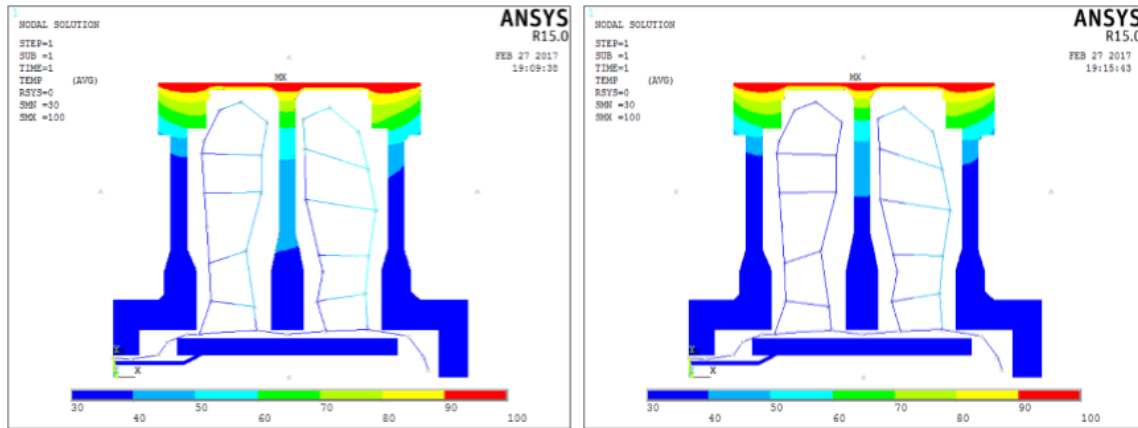 1
NODAL SOLUTION
ANSYS
R15.0
STEP=1
SUB =1
TIME=1
TEMP (AVG)
RSYS=0
SMN =30
SMX =100
FEB 27 2017
19:09:38
MX
Y
X
30 50 70 90
40 60 80 100
1
NODAL SOLUTION
ANSYS
R15.0
STEP=1
SUB =1
TIME=1
TEMP (AVG)
RSYS=0
SMN =30
SMX =100
FEB 27 2017
19:15:43
MX
Y
X
30 50 70 90
40 60 80 100